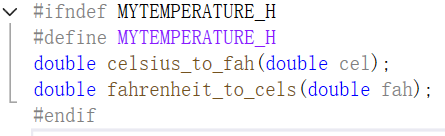 #ifndef MYTEMPERATURE_H
#define MYTEMPERATURE_H
double celsius_to_fah(double cel);
double fahrenheit_to_cels(double fah);
#endif